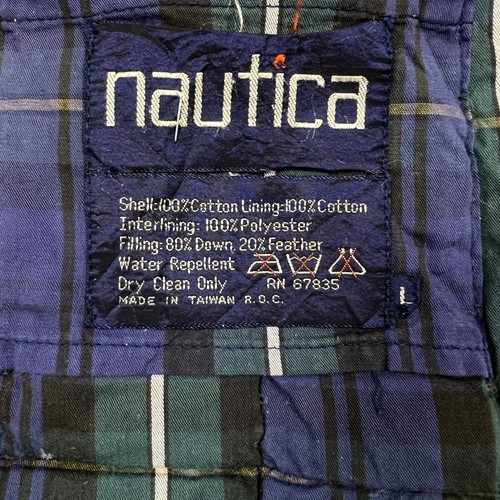 nautica
Shell:100%Cotton Lining:100%Cotton
Interlining: 100%Polyester
Filling: 80% Down, 20% Feather
Water Repellent
Dry Clean Only RN 67835
MADE IN TAIWAN R.O.C.
L